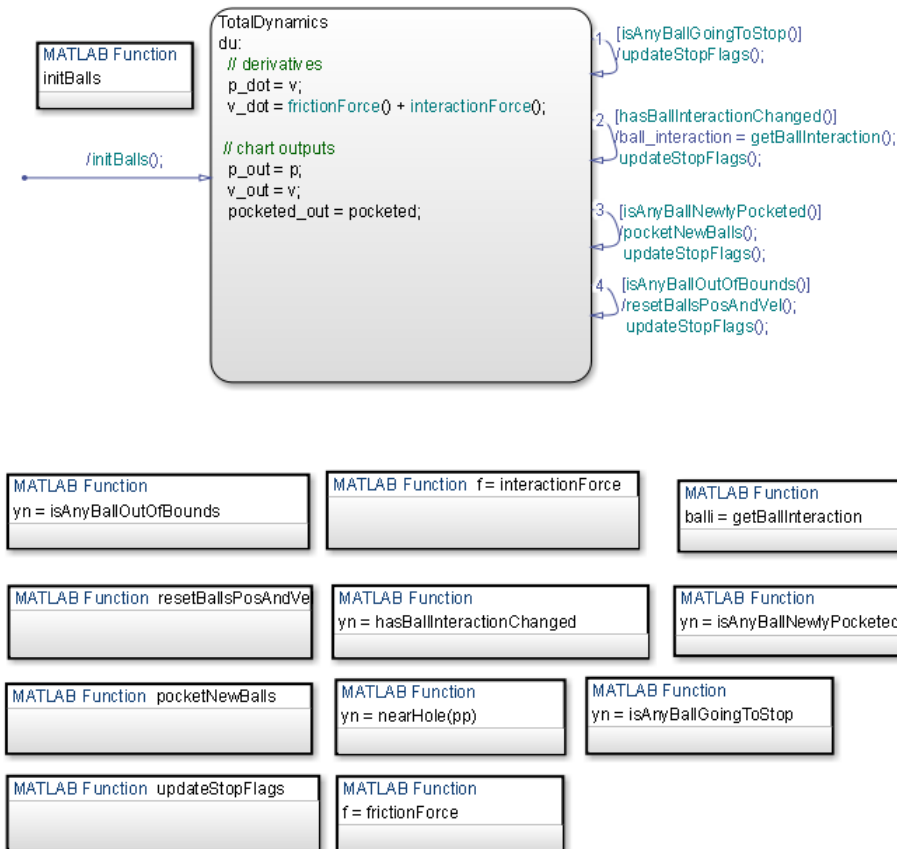 TotalDynamics
du:
// derivatives
p_dot = v;
v_dot = frictionForce() + interactionForce();
// chart outputs
p_out = p;
v_out = v;
pocketed_out = pocketed;
MATLAB Function
initBalls
/initBalls();
1
[isAnyBallGoingToStop()]
/updateStopFlags();
2
[hasBallInteractionChanged()]
/ball_interaction = getBallInteraction();
updateStopFlags();
3
[isAnyBallNewlyPocketed()]
/pocketNewBalls();
updateStopFlags();
4
[isAnyBallOutOfBounds()]
/resetBallsPosAndVel();
updateStopFlags();
MATLAB Function
yn = isAnyBallOutOfBounds
MATLAB Function f = interactionForce
MATLAB Function
balli = getBallInteraction
MATLAB Function resetBallsPosAndVe
MATLAB Function
yn = hasBallInteractionChanged
MATLAB Function
yn = isAnyBallNewlyPocketed
MATLAB Function pocketNewBalls
MATLAB Function
yn = nearHole(pp)
MATLAB Function
yn = isAnyBallGoingToStop
MATLAB Function updateStopFlags
MATLAB Function
f = frictionForce